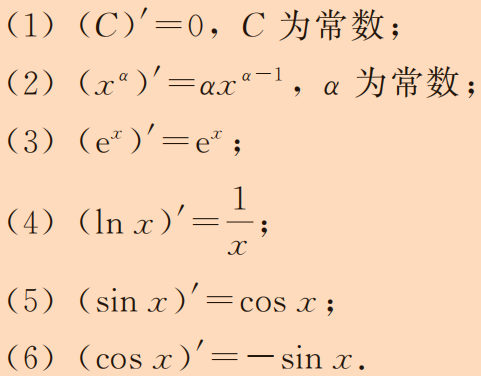 (1) (C)′=0, C 为常数;
(2) (x^α)′=αx^{α-1}, α 为常数;
(3) (e^x)′=e^x;
(4) (ln x)′=\frac{1}{x};
(5) (sin x)′=cos x;
(6) (cos x)′=-sin x.